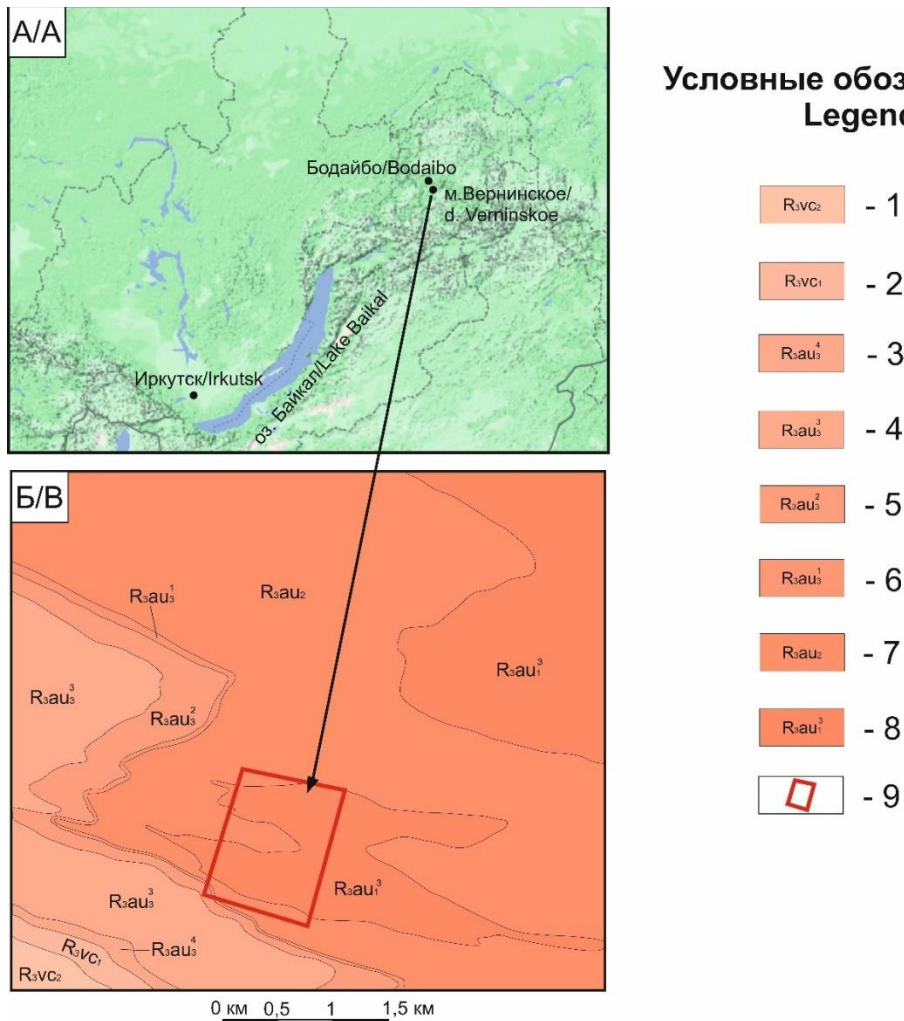 А/А
Бодайбо/Bodaibo
м.Вернинское/
d. Verninskoe
Иркутск/Irkutsk
оз. Байкал/Lake Baikal
Б/В
R₃au₃¹
R₃au₂
R₃au₁³
R₃au₃³
R₃au₃²
R₃au₁³
R₃au₃³
R₃au₃⁴
R₃vc₁
R₃vc₂
0 км 0,5 1 1,5 км
Условные обоз
Legen
R₃vc₂ - 1
R₃vc₁ - 2
R₃au₃⁴ - 3
R₃au₃³ - 4
R₃au₃² - 5
R₃au₃¹ - 6
R₃au₂ - 7
R₃au₁³ - 8
- 9